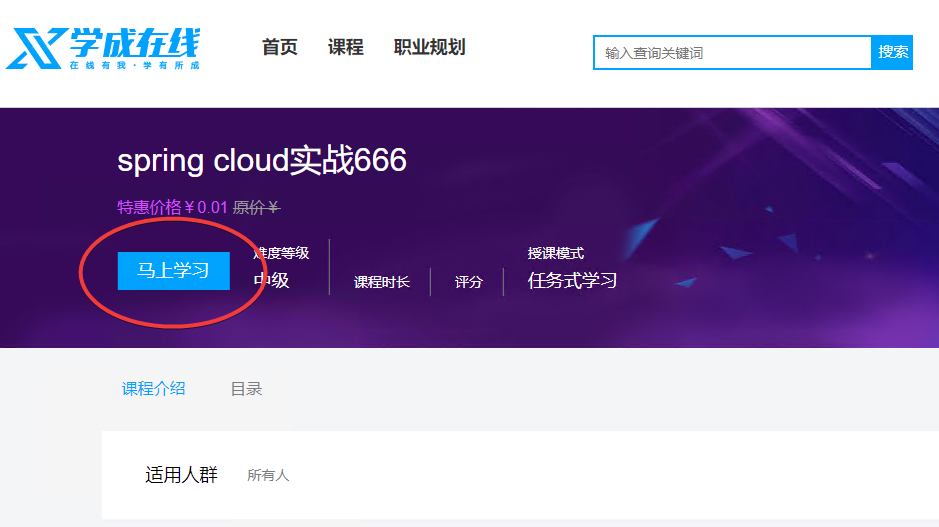 学成在线
在线有我·学有所成
首页 课程 职业规划
输入查询关键词 搜索
spring cloud实战666
特惠价格￥0.01 原价￥
马上学习
难度等级
中级
课程时长
评分
授课模式
任务式学习
课程介绍 目录
适用人群 所有人